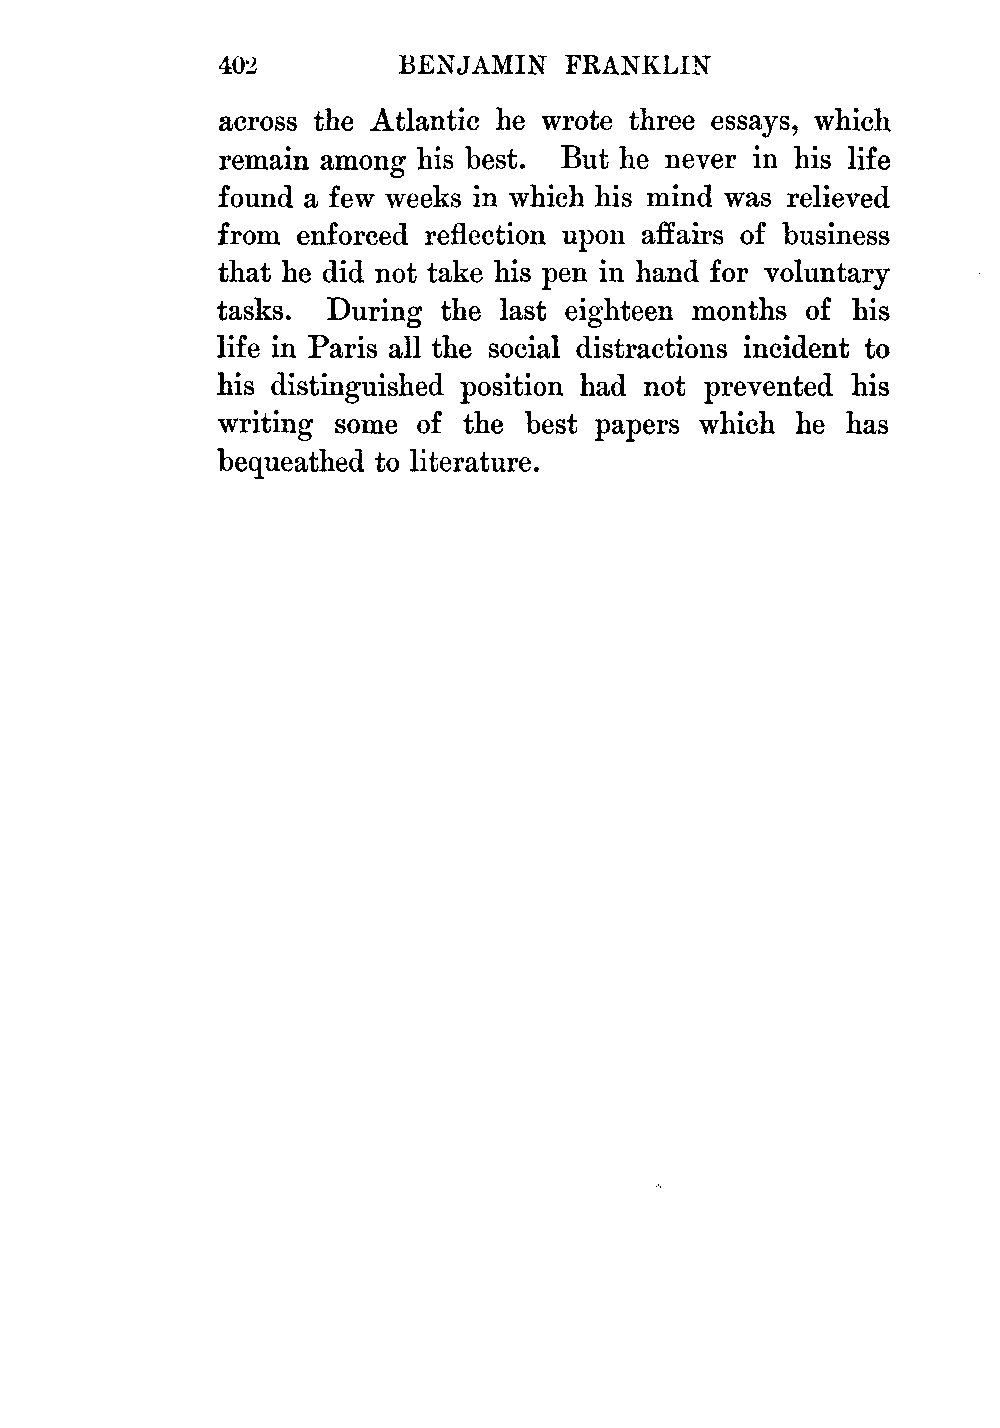 402 BENJAMIN FRANKLIN
across the Atlantic he wrote three essays, which
remain among his best. But he never in his life
found a few weeks in which his mind was relieved
from enforced reflection upon affairs of business
that he did not take his pen in hand for voluntary
tasks. During the last eighteen months of his
life in Paris all the social distractions incident to
his distinguished position had not prevented his
writing some of the best papers which he has
bequeathed to literature.